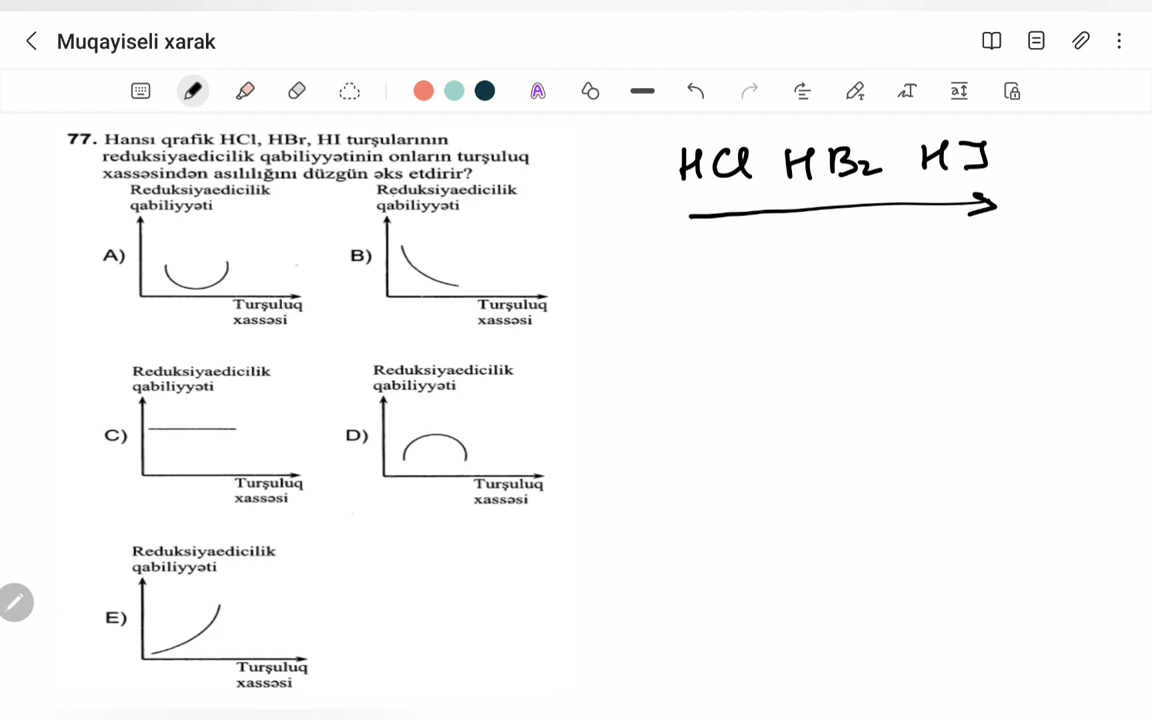 Muqayiseli xarak
77. Hansı qrafik HCl, HBr, HI turşularının
reduksiyaedicilik qabiliyyətinin onların turşuluq
xassəsindən asılılığını düzgün əks etdirir?
Reduksiyaedicilik
qabiliyyəti
A)
Turşuluq
xassəsi
Reduksiyaedicilik
qabiliyyəti
B)
Turşuluq
xassəsi
Reduksiyaedicilik
qabiliyyəti
C)
Turşuluq
xassəsi
Reduksiyaedicilik
qabiliyyəti
D)
Turşuluq
xassəsi
Reduksiyaedicilik
qabiliyyəti
E)
Turşuluq
xassəsi
HCl HBr HI